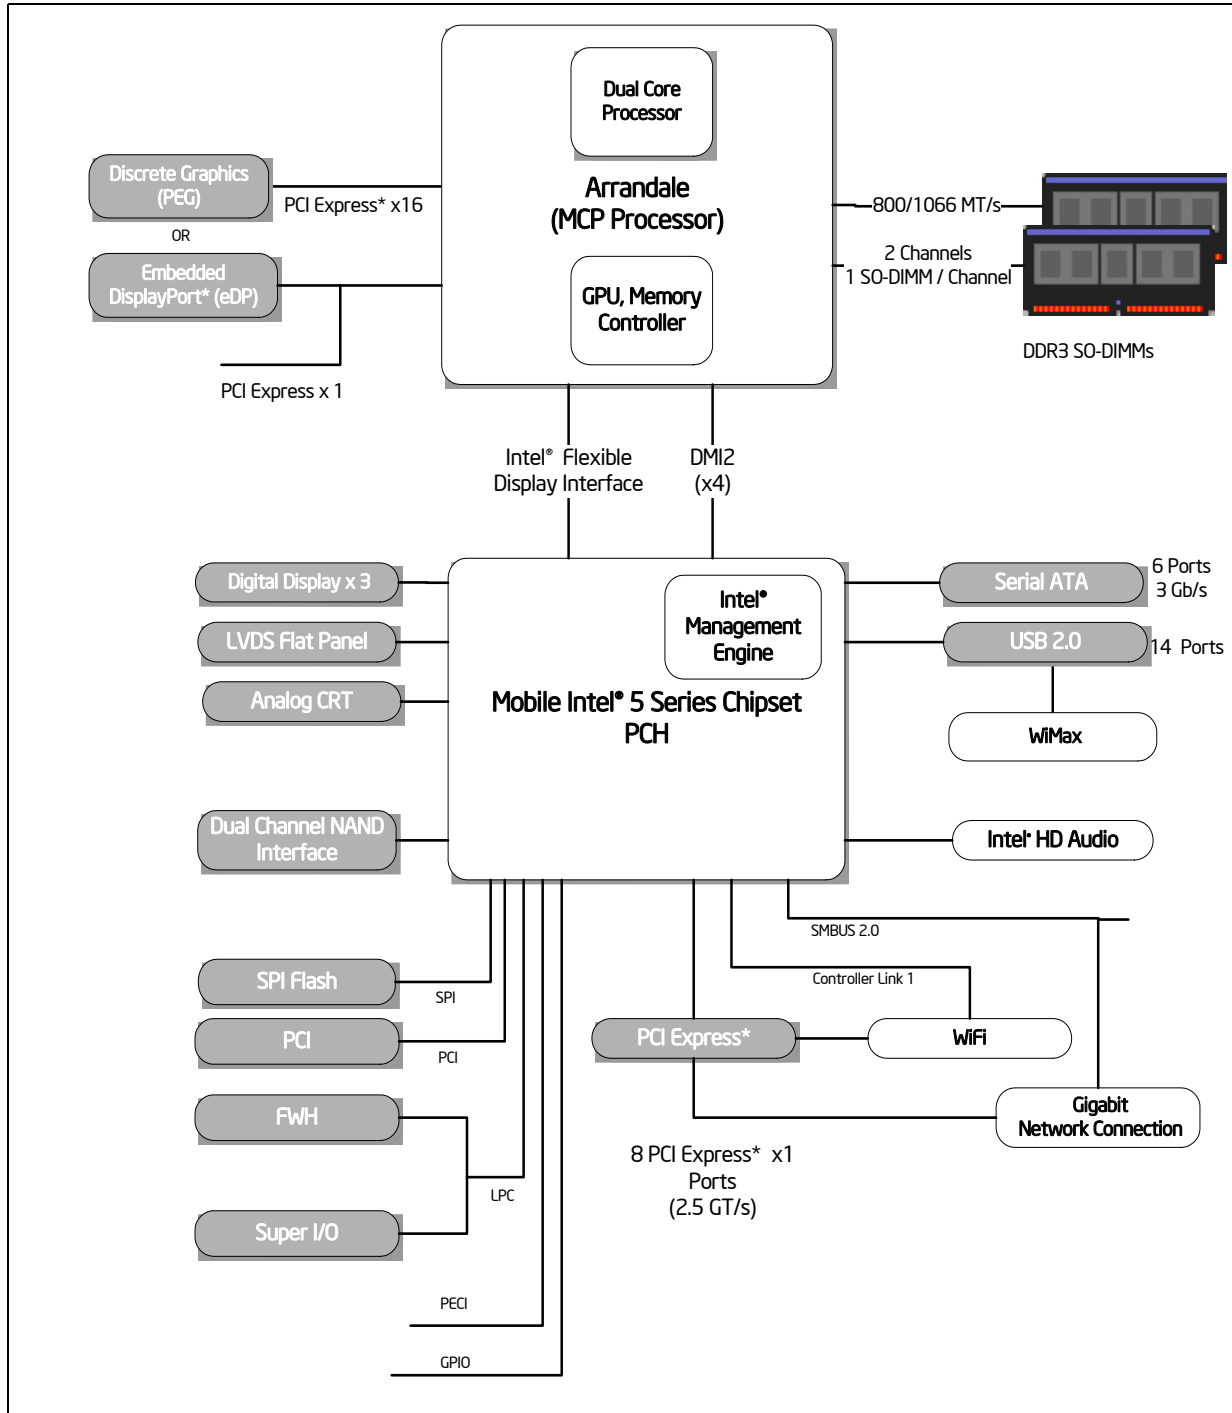 Dual Core
Processor
Arrandale
(MCP Processor)
GPU, Memory
Controller
Discrete Graphics
(PEG)
PCI Express* x16
OR
Embedded
DisplayPort* (eDP)
PCI Express x 1
800/1066 MT/s
2 Channels
1 SO-DIMM / Channel
DDR3 SO-DIMMs
Intel® Flexible
Display Interface
DMI2
(x4)
Digital Display x 3
LVDS Flat Panel
Analog CRT
Dual Channel NAND
Interface
Intel®
Management
Engine
Mobile Intel® 5 Series Chipset
PCH
Serial ATA
6 Ports
3 Gb/s
USB 2.0
14 Ports
WiMax
Intel® HD Audio
SMBUS 2.0
Controller Link 1
SPI Flash
SPI
PCI
PCI
FWH
LPC
Super I/O
PECI
GPIO
PCI Express*
WiFi
Gigabit
Network Connection
8 PCI Express* x1
Ports
(2.5 GT/s)